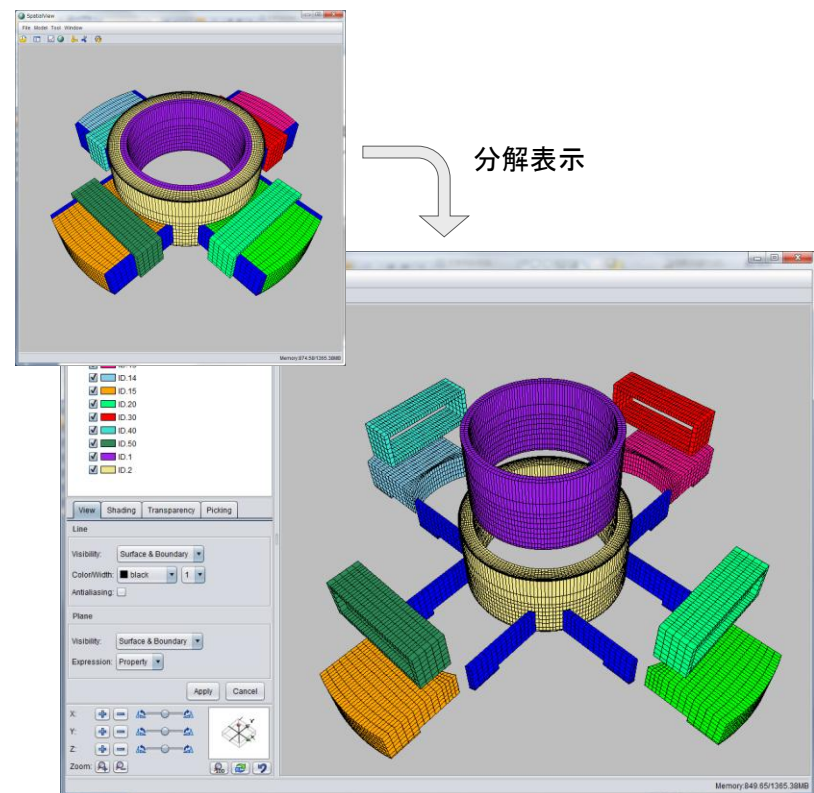 SpatialView
File Model Tool Window
Memory:874.58/1365.38MB
分解表示
ID.14
ID.15
ID.20
ID.30
ID.40
ID.50
ID.1
ID.2
View Shading Transparency Picking
Line
Visibility: Surface & Boundary
Color/Width: black 1
Antialiasing:
Plane
Visibility: Surface & Boundary
Expression: Property
Apply Cancel
X:
Y:
Z:
Zoom:
Memory:849.65/1365.38MB